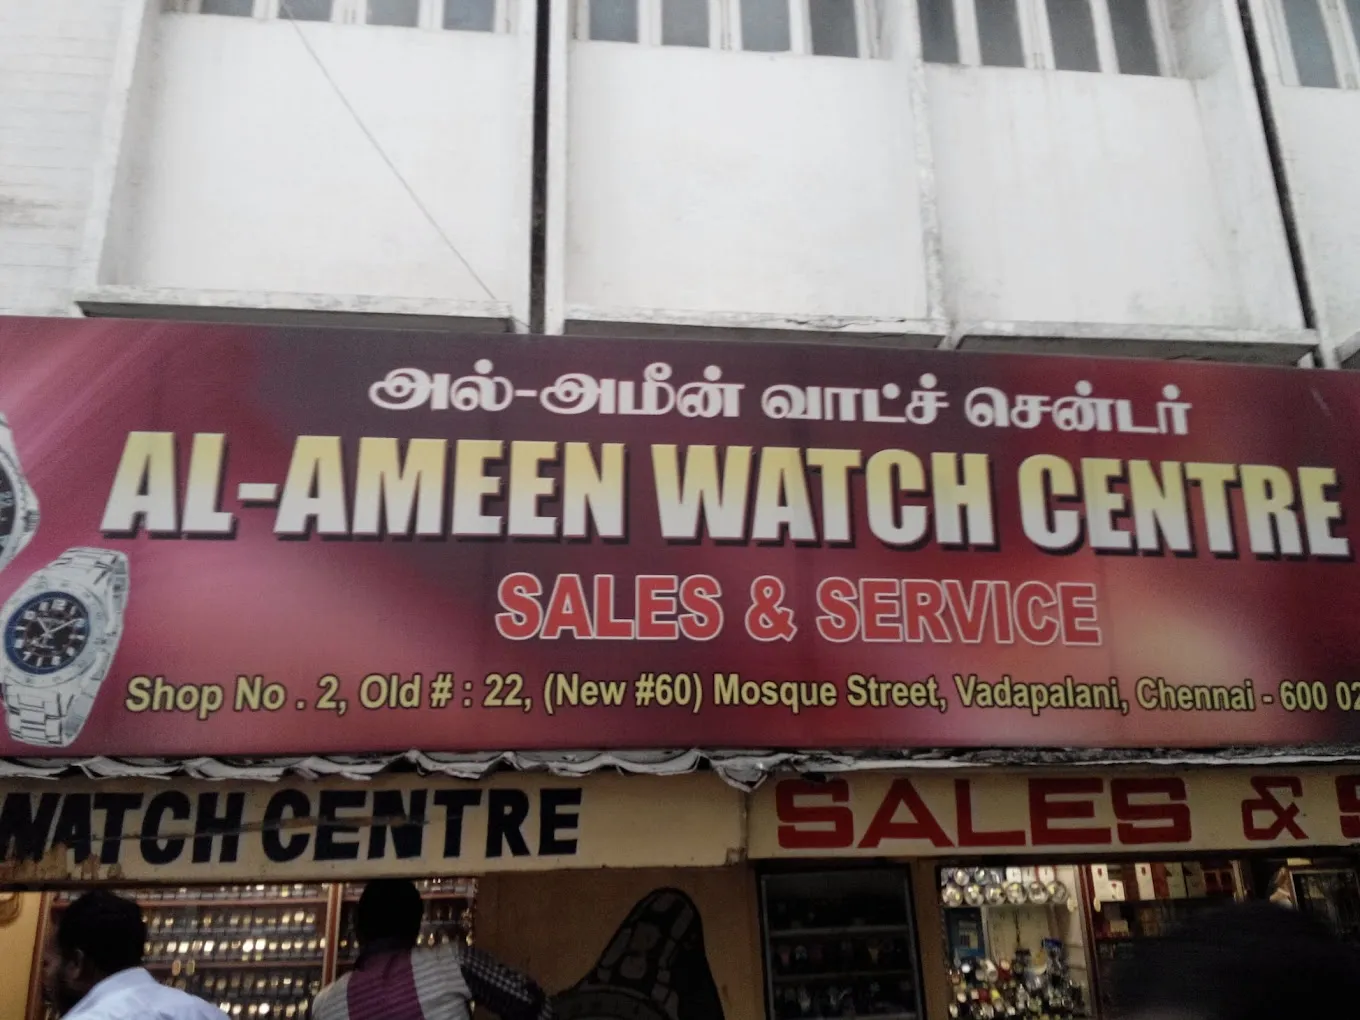 அல்-அமீன் வாட்ச் சென்டர்
AL-AMEEN WATCH CENTRE
SALES & SERVICE
Shop No . 2, Old # : 22, (New #60) Mosque Street, Vadapalani, Chennai - 600 02
WATCH CENTRE
SALES & S